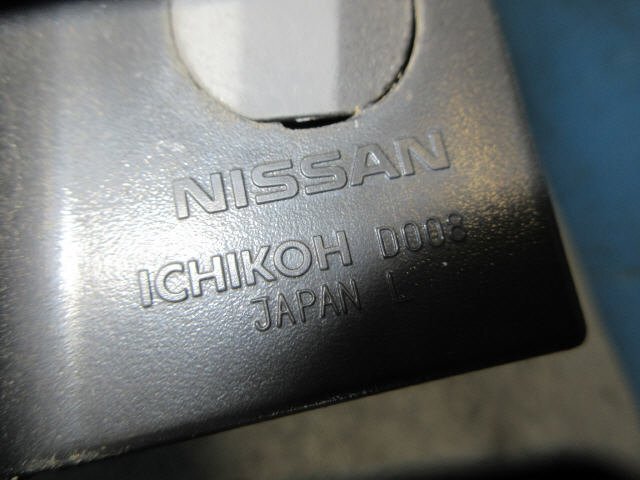 NISSAN
ICHIKOH D008
JAPAN L